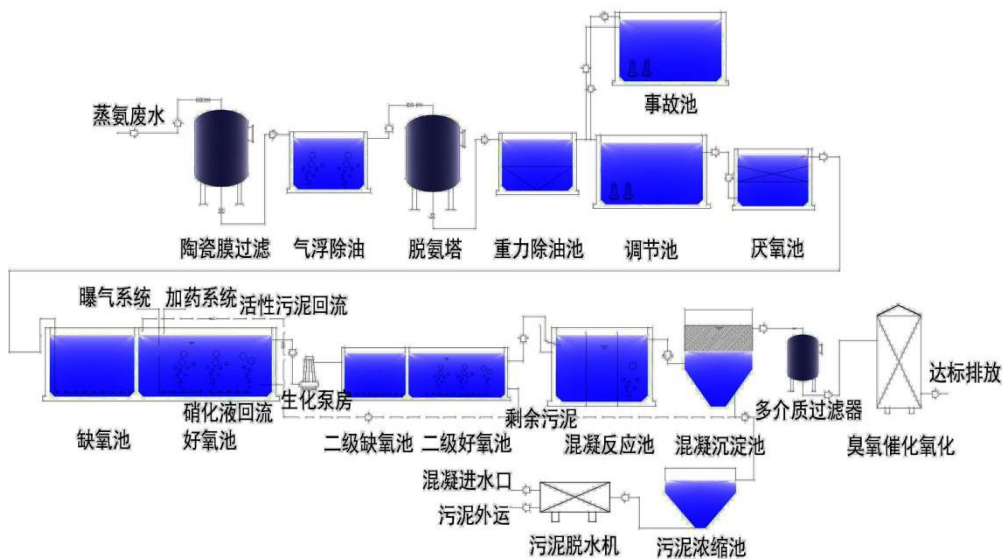 事故池
蒸氨废水
陶瓷膜过滤
气浮除油
脱氨塔
重力除油池
调节池
厌氧池
曝气系统
加药系统
活性污泥回流
生化泵房
硝化液回流
剩余污泥
达标排放
多介质过滤器
缺氧池
好氧池
二级缺氧池
二级好氧池
混凝反应池
混凝沉淀池
臭氧催化氧化
混凝进水口
污泥外运
污泥脱水机
污泥浓缩池